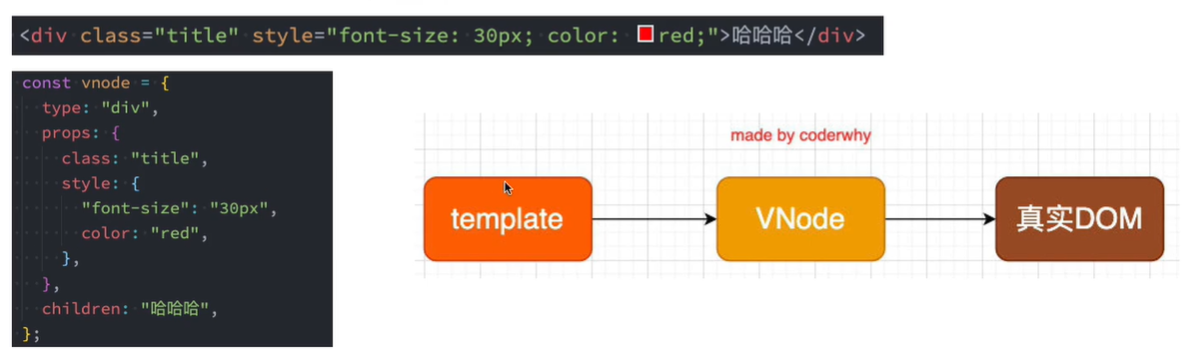 <div class="title" style="font-size: 30px; color: red;">哈哈哈</div>
const vnode = {
  type: "div",
  props: {
    class: "title",
    style: {
      "font-size": "30px",
      color: "red",
    },
  },
  children: "哈哈哈",
};
made by coderwhy
template
VNode
真实DOM